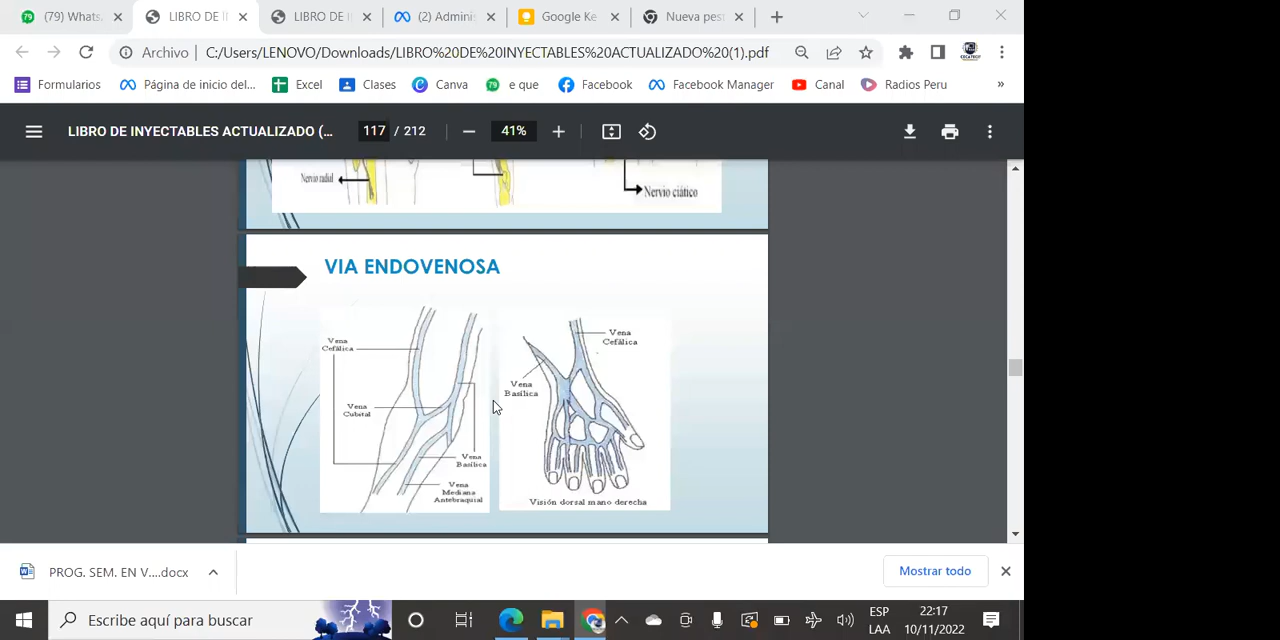 (79) Whats.
LIBRO DE I
LIBRO DE I
(2) Adminis
Google Ke
Nueva pest
Archivo
C:/Users/LENOVO/Downloads/LIBRO%20DE%20INYECTABLES%20ACTUALIZADO%20(1).pdf
Formularios
Página de inicio del...
Excel
Clases
Canva
e que
Facebook
Facebook Manager
Canal
Radios Peru
»
LIBRO DE INYECTABLES ACTUALIZADO (...
117 / 212
41%
Nervio radial
Nervio ciático
VIA ENDOVENOSA
Vena
Cefálica
Vena
Cubital
Vena
Basílica
Vena
Mediana
Antebraquial
Vena
Cefálica
Vena
Basílica
Visión dorsal mano derecha
PROG. SEM. EN V....docx
Mostrar todo
Escribe aquí para buscar
ESP
LAA
22:17
10/11/2022